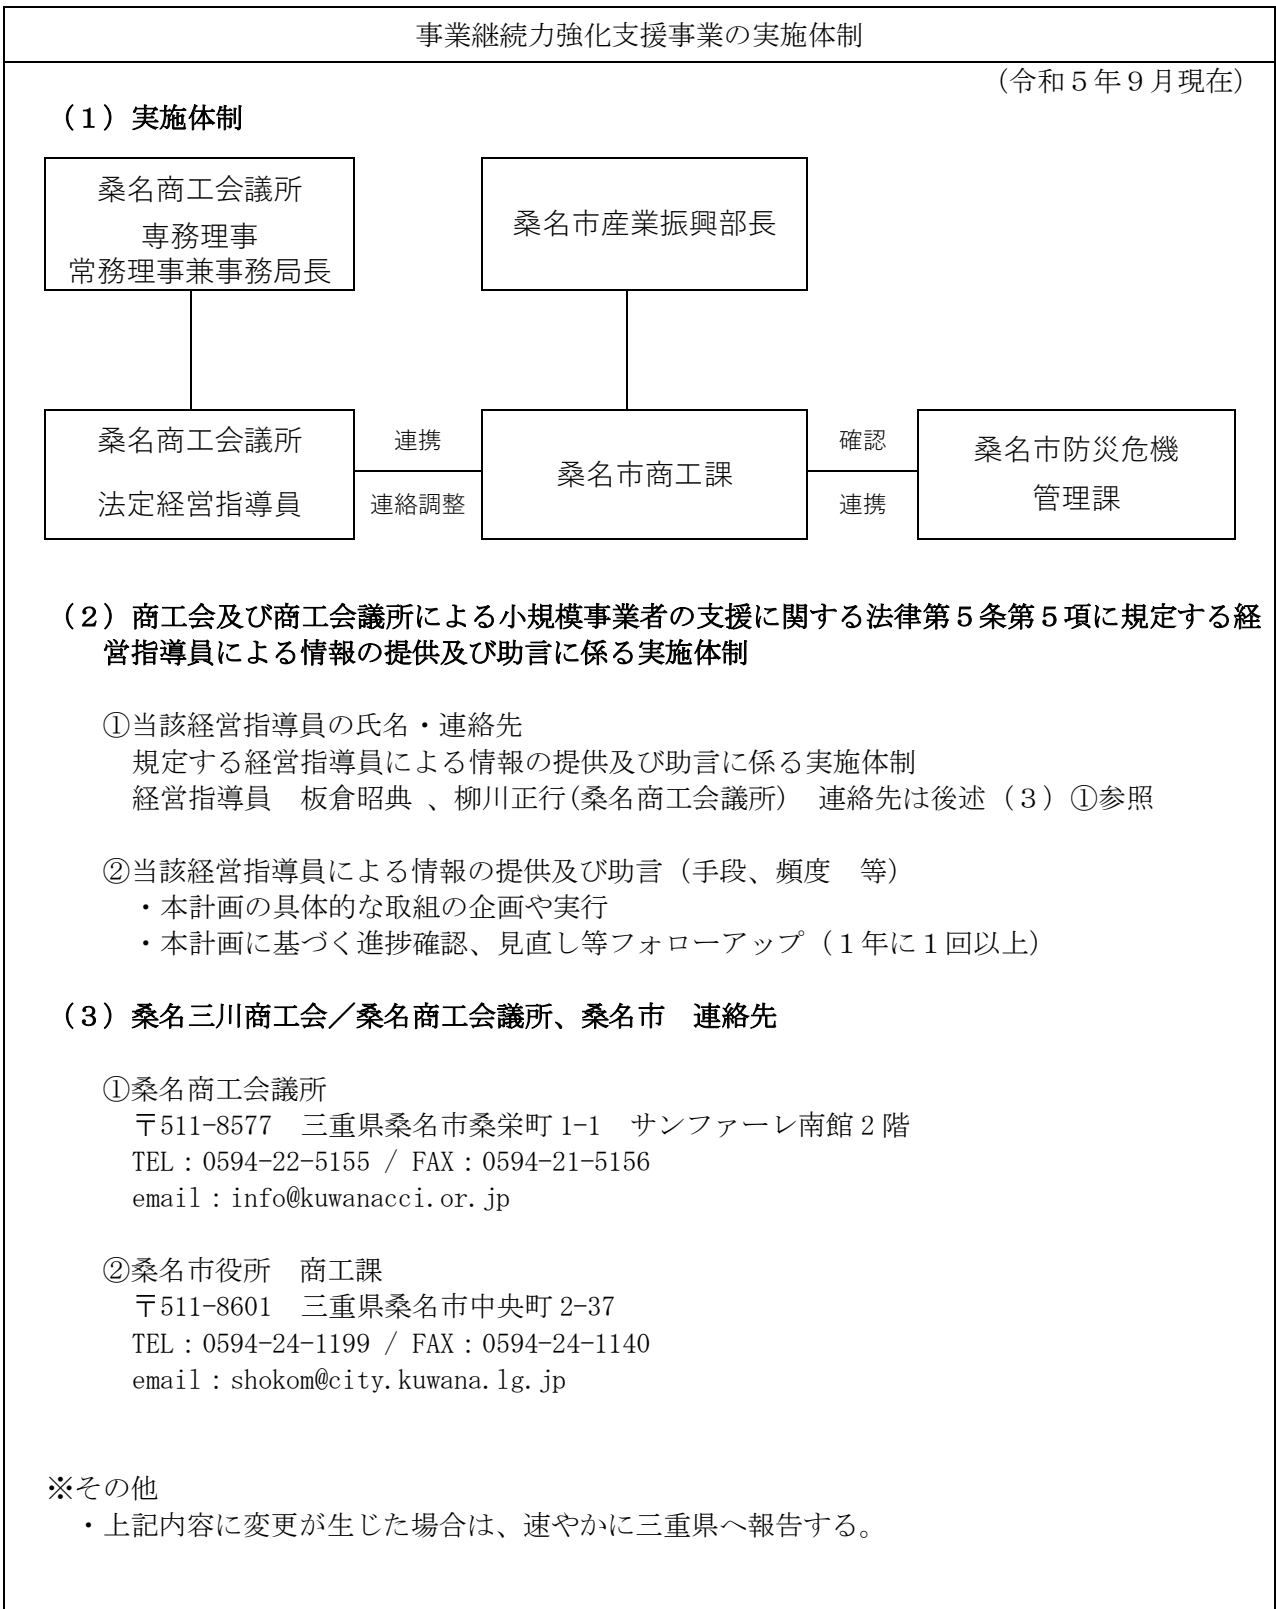 事業継続力強化支援事業の実施体制
（令和５年９月現在）
（１）実施体制
桑名商工会議所
専務理事
常務理事兼事務局長
桑名市産業振興部長
桑名商工会議所
法定経営指導員
連携
連絡調整
桑名市商工課
確認
連携
桑名市防災危機
管理課
（２）商工会及び商工会議所による小規模事業者の支援に関する法律第５条第５項に規定する経
営指導員による情報の提供及び助言に係る実施体制
①当該経営指導員の氏名・連絡先
規定する経営指導員による情報の提供及び助言に係る実施体制
経営指導員　板倉昭典 、柳川正行(桑名商工会議所)　連絡先は後述（３）①参照
②当該経営指導員による情報の提供及び助言（手段、頻度　等）
・本計画の具体的な取組の企画や実行
・本計画に基づく進捗確認、見直し等フォローアップ（１年に１回以上）
（３）桑名三川商工会／桑名商工会議所、桑名市　連絡先
①桑名商工会議所
〒511-8577　三重県桑名市桑栄町 1-1　サンファーレ南館 2 階
TEL：0594-22-5155 / FAX：0594-21-5156
email：info@kuwanacci.or.jp
②桑名市役所　商工課
〒511-8601　三重県桑名市中央町 2-37
TEL：0594-24-1199 / FAX：0594-24-1140
email：shokom@city.kuwana.lg.jp
※その他
・上記内容に変更が生じた場合は、速やかに三重県へ報告する。